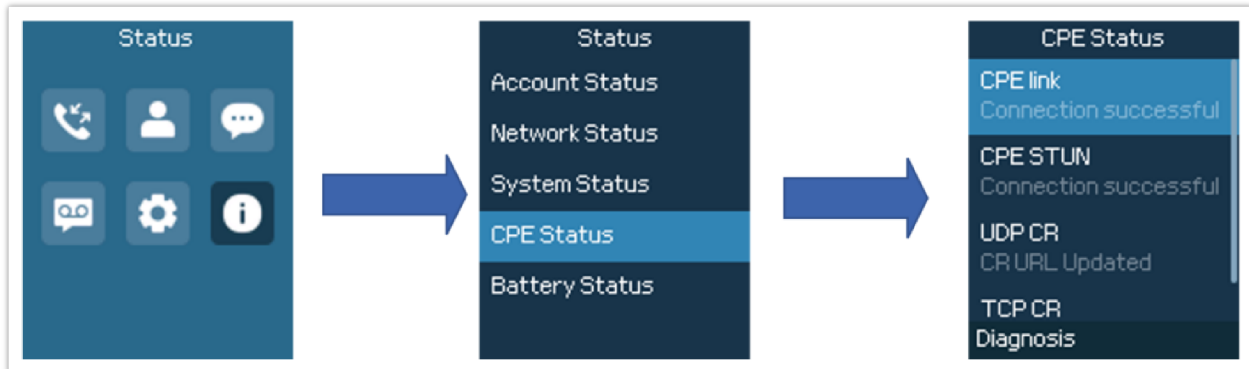 Status
Status
Account Status
Network Status
System Status
CPE Status
Battery Status
CPE Status
CPE link
Connection successful
CPE STUN
Connection successful
UDP CR
CR URL Updated
TCP CR
Diagnosis